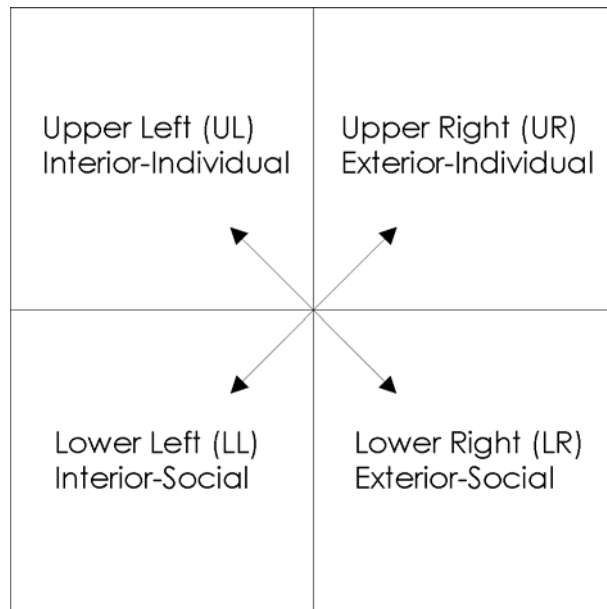 Upper Left (UL)
Interior-Individual
Upper Right (UR)
Exterior-Individual
Lower Left (LL)
Interior-Social
Lower Right (LR)
Exterior-Social